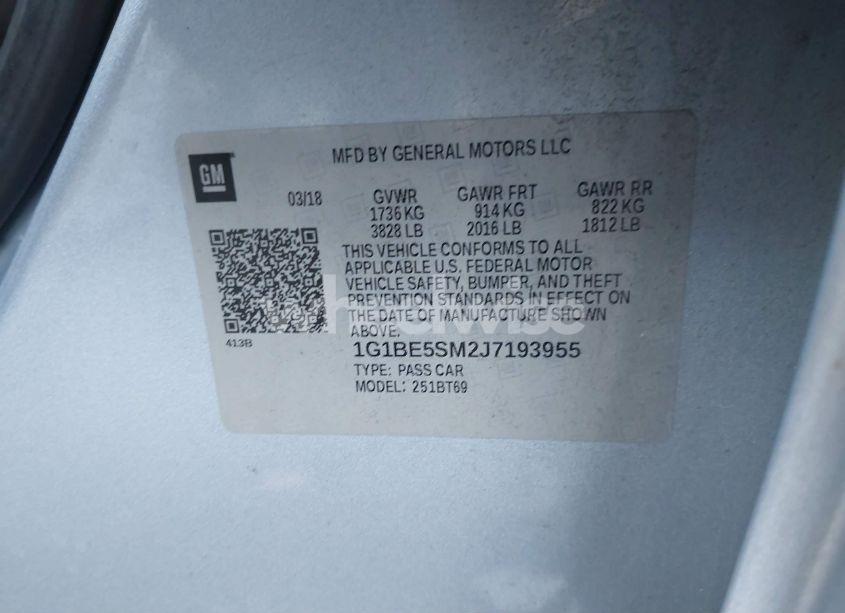 MFD BY GENERAL MOTORS LLC
GM
03/18 GVWR GAWR FRT GAWR RR
1736 KG 914 KG 822 KG
3828 LB 2016 LB 1812 LB
THIS VEHICLE CONFORMS TO ALL
APPLICABLE U.S. FEDERAL MOTOR
VEHICLE SAFETY, BUMPER, AND THEFT
PREVENTION STANDARDS IN EFFECT ON
THE DATE OF MANUFACTURE SHOWN
ABOVE.
413B
1G1BE5SM2J7193955
TYPE: PASS CAR
MODEL: 251BT69